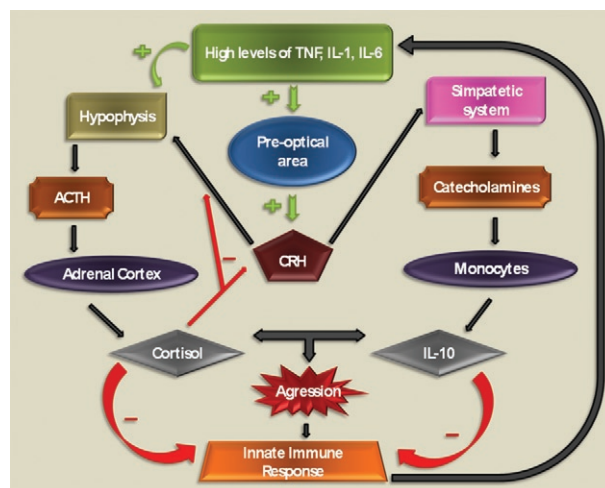 High levels of TNF, IL-1, IL-6
+
+
Simpatetic
system
Hypophysis
Pre-optical
area
ACTH
Catecholamines
+
–
CRH
Adrenal Cortex
Monocytes
Cortisol
IL-10
Agression
–
–
Innate Immune
Response